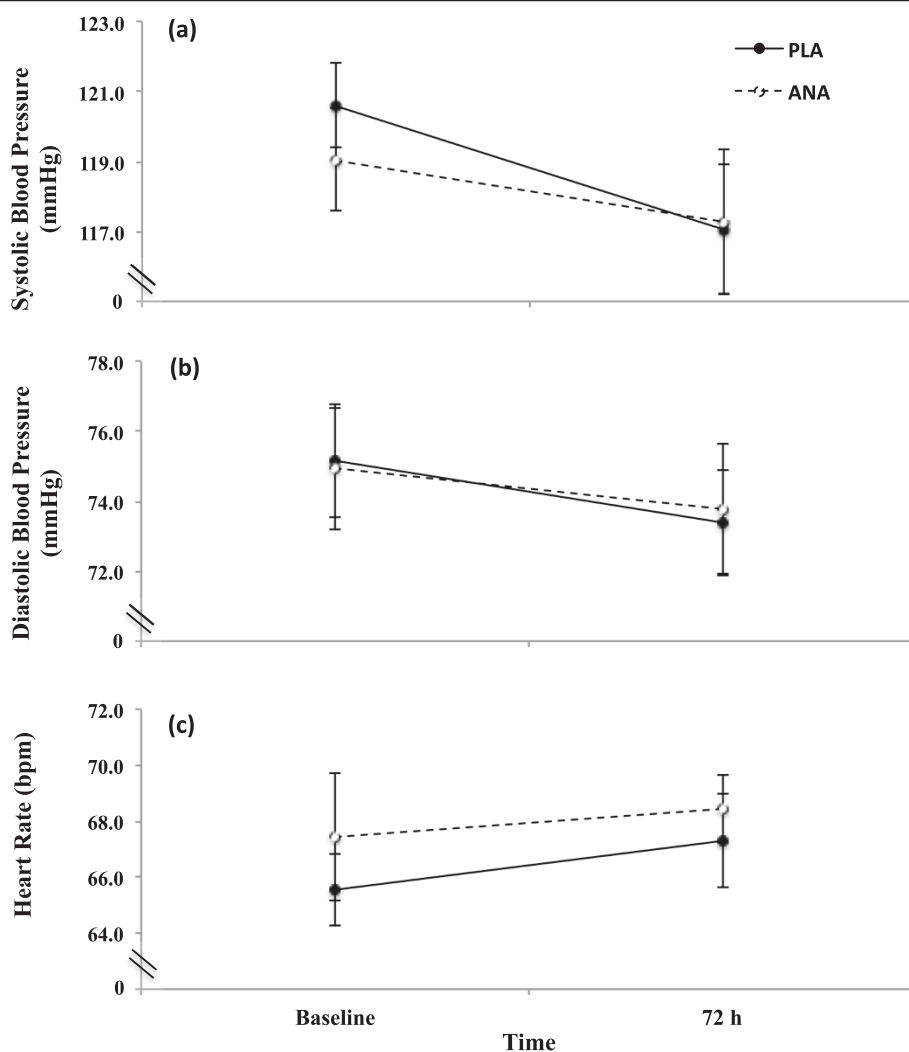 (a)
PLA
ANA
Systolic Blood Pressure
(mmHg)
123.0
121.0
119.0
117.0
0
(b)
Diastolic Blood Pressure
(mmHg)
78.0
76.0
74.0
72.0
0
(c)
Heart Rate (bpm)
72.0
70.0
68.0
66.0
64.0
0
Baseline
72 h
Time